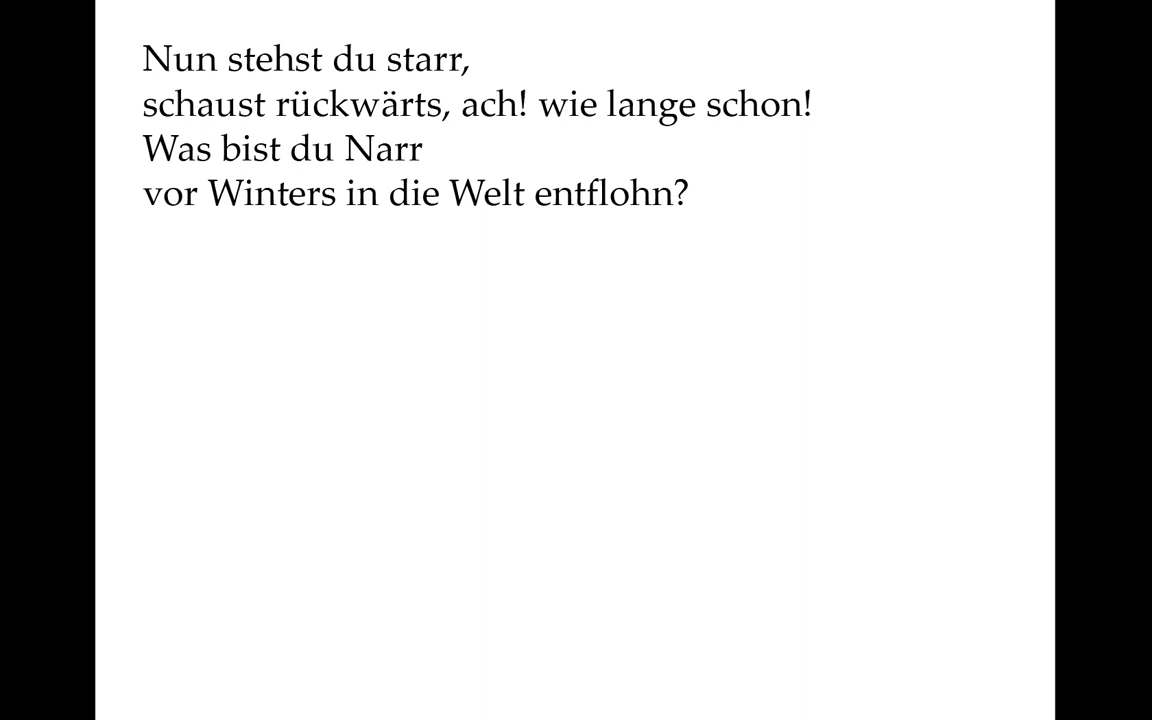 Nun stehst du starr,
schaust rückwärts, ach! wie lange schon!
Was bist du Narr
vor Winters in die Welt entflohn?